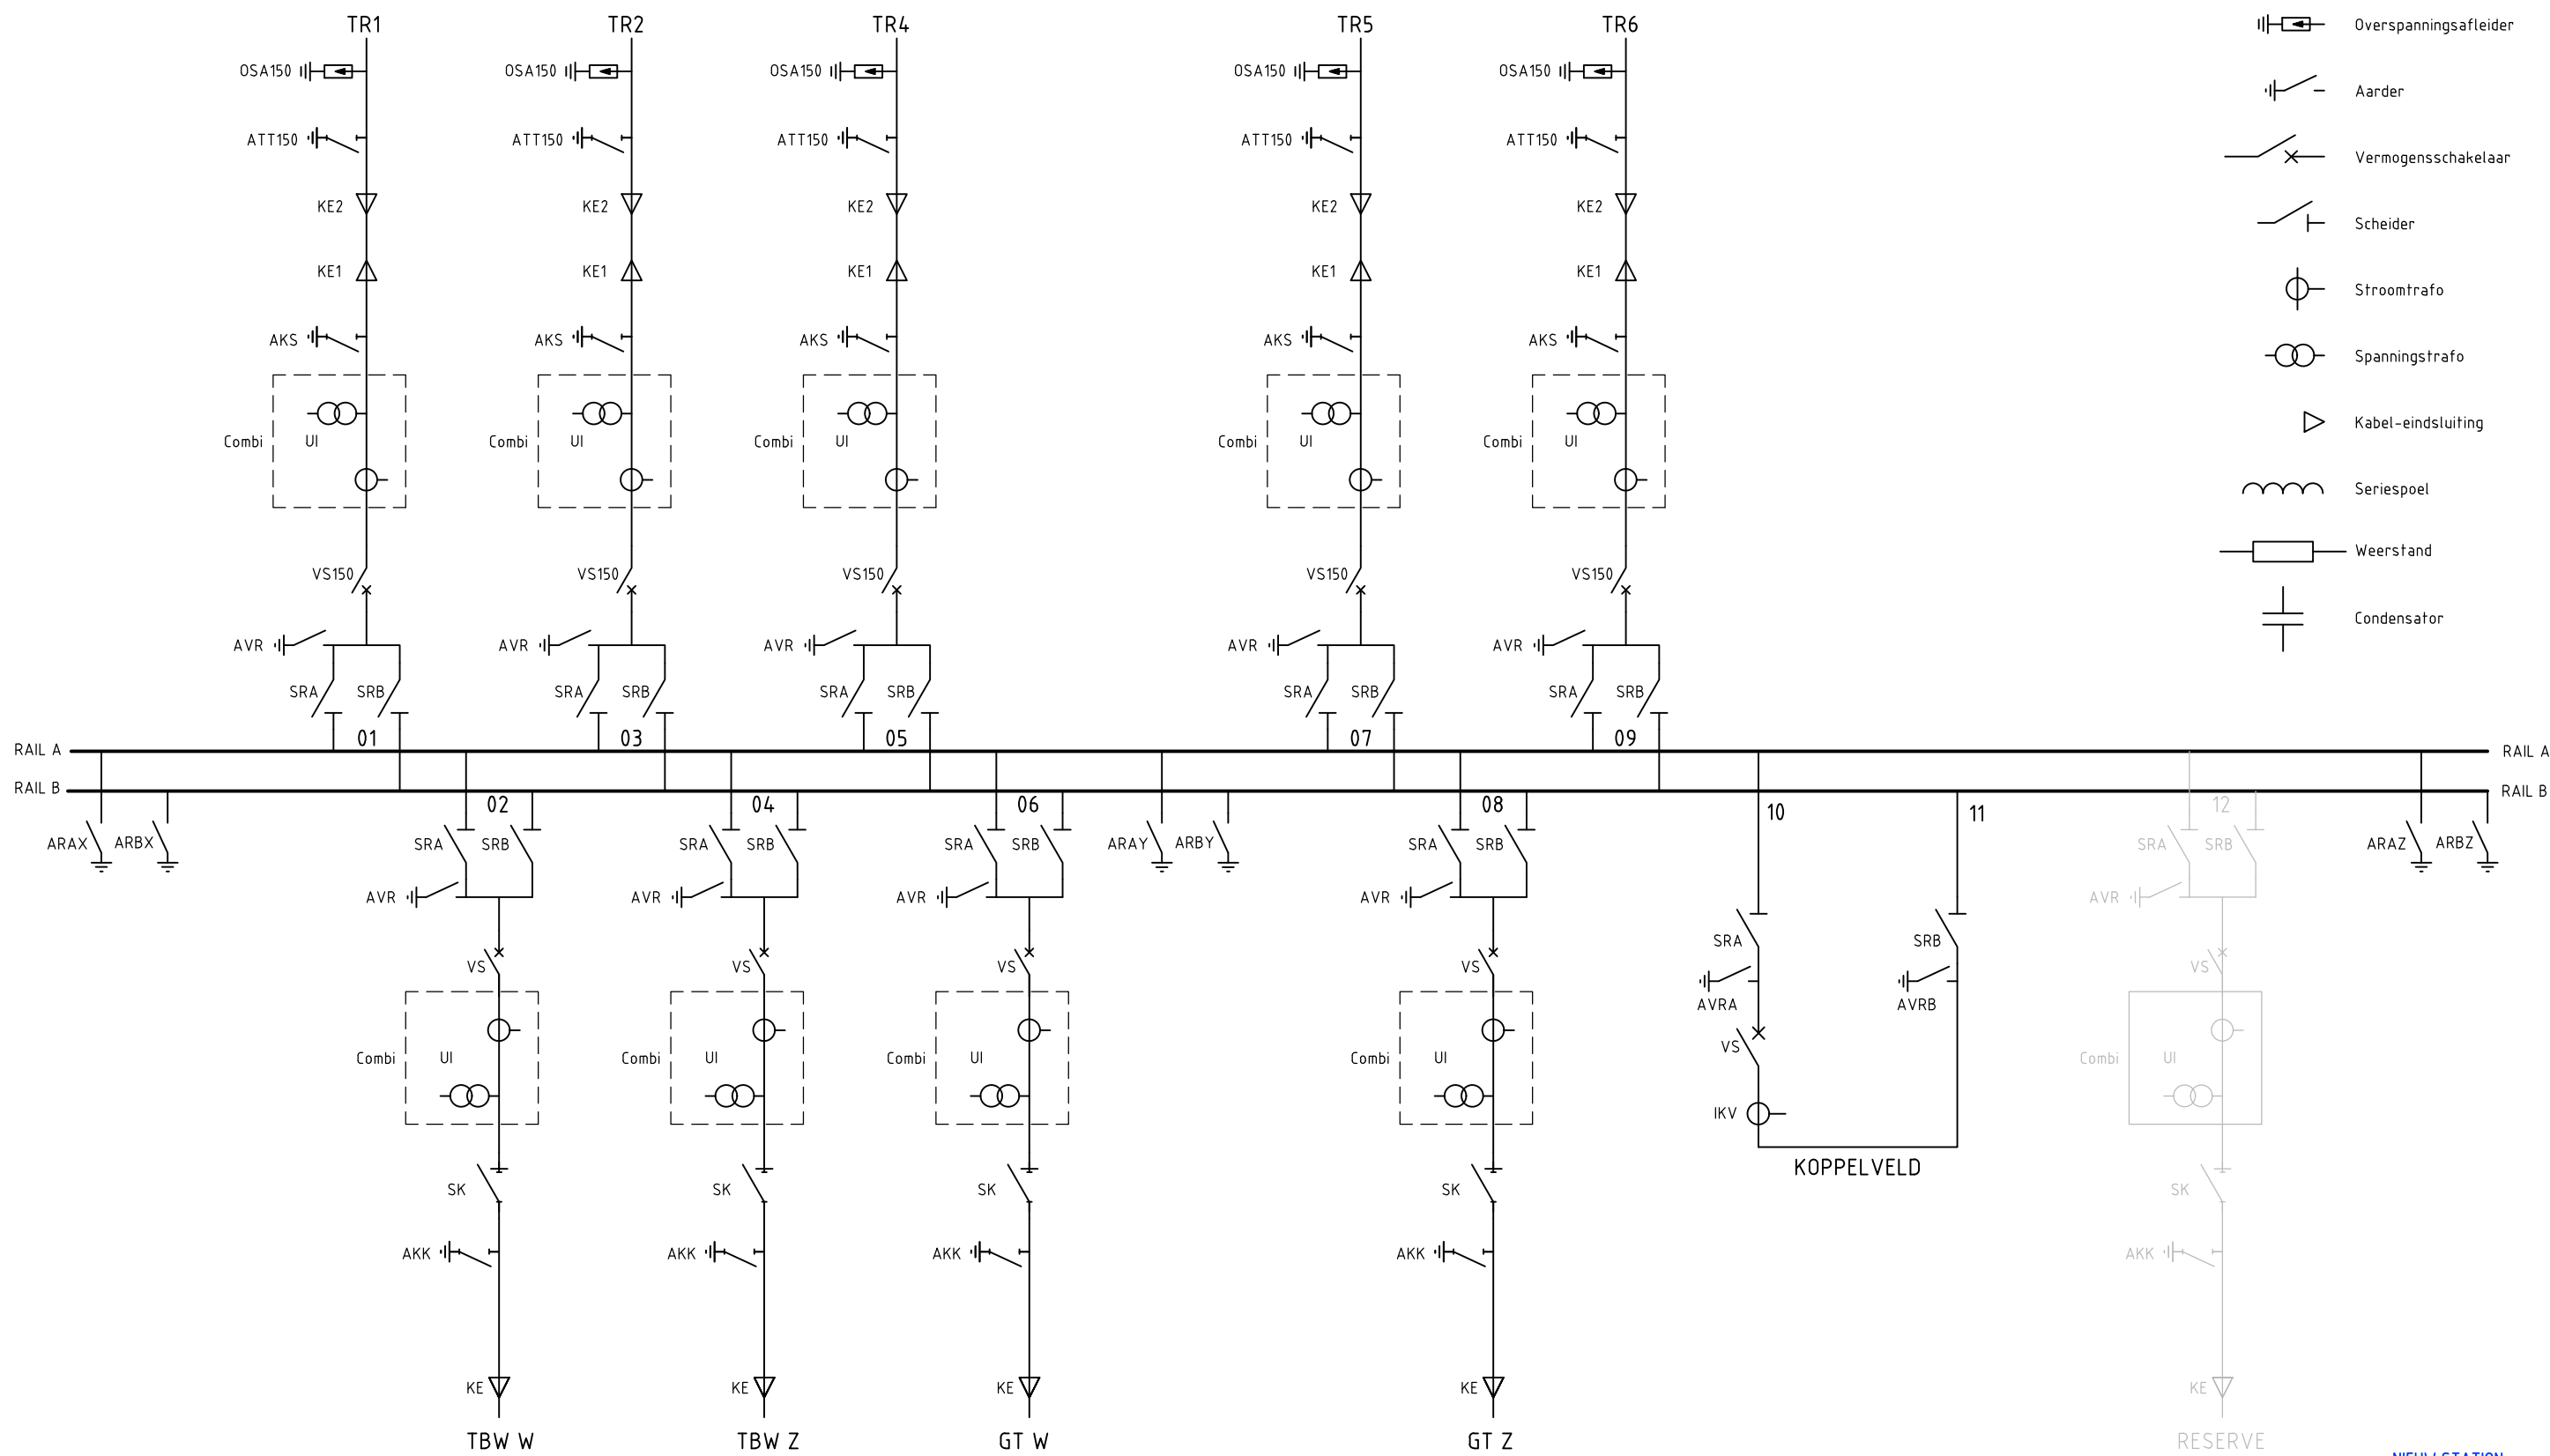 TR1 TR2 TR4 TR5 TR6 Overspanningsafleider
OSA150 OSA150 OSA150 OSA150 OSA150
Aarder
ATT150 ATT150 ATT150 ATT150 ATT150
Vermogensschakelaar
KE2 KE2 KE2 KE2 KE2
Scheider
KE1 KE1 KE1 KE1 KE1
Stroomtrafo
AKS AKS AKS AKS AKS
Spanningstrafo
Kabel-eindsluiting
Combi UI Combi UI Combi UI Combi UI Combi UI
Seriespoel
Weerstand
VS150 VS150 VS150 VS150 VS150
Condensator
AVR AVR AVR AVR AVR
SRA SRB SRA SRB SRA SRB SRA SRB SRA SRB
01 03 05 07 09
RAIL A RAIL A
RAIL B RAIL B
02 04 06 08 10 11 12
ARAX ARBX SRA SRB SRA SRB SRA SRB ARAY ARBY SRA SRB SRA SRB ARAZ ARBZ
AVR AVR AVR AVR AVR
SRA SRB
VS VS VS VS VS
AVRA AVRB
VS
Combi UI Combi UI Combi UI Combi UI Combi UI
IKV
KOPPELVELD
SK SK SK SK SK
AKK AKK AKK AKK AKK
KE KE KE KE KE
TBW W TBW Z GT W GT Z RESERVE
NIEUW STATION